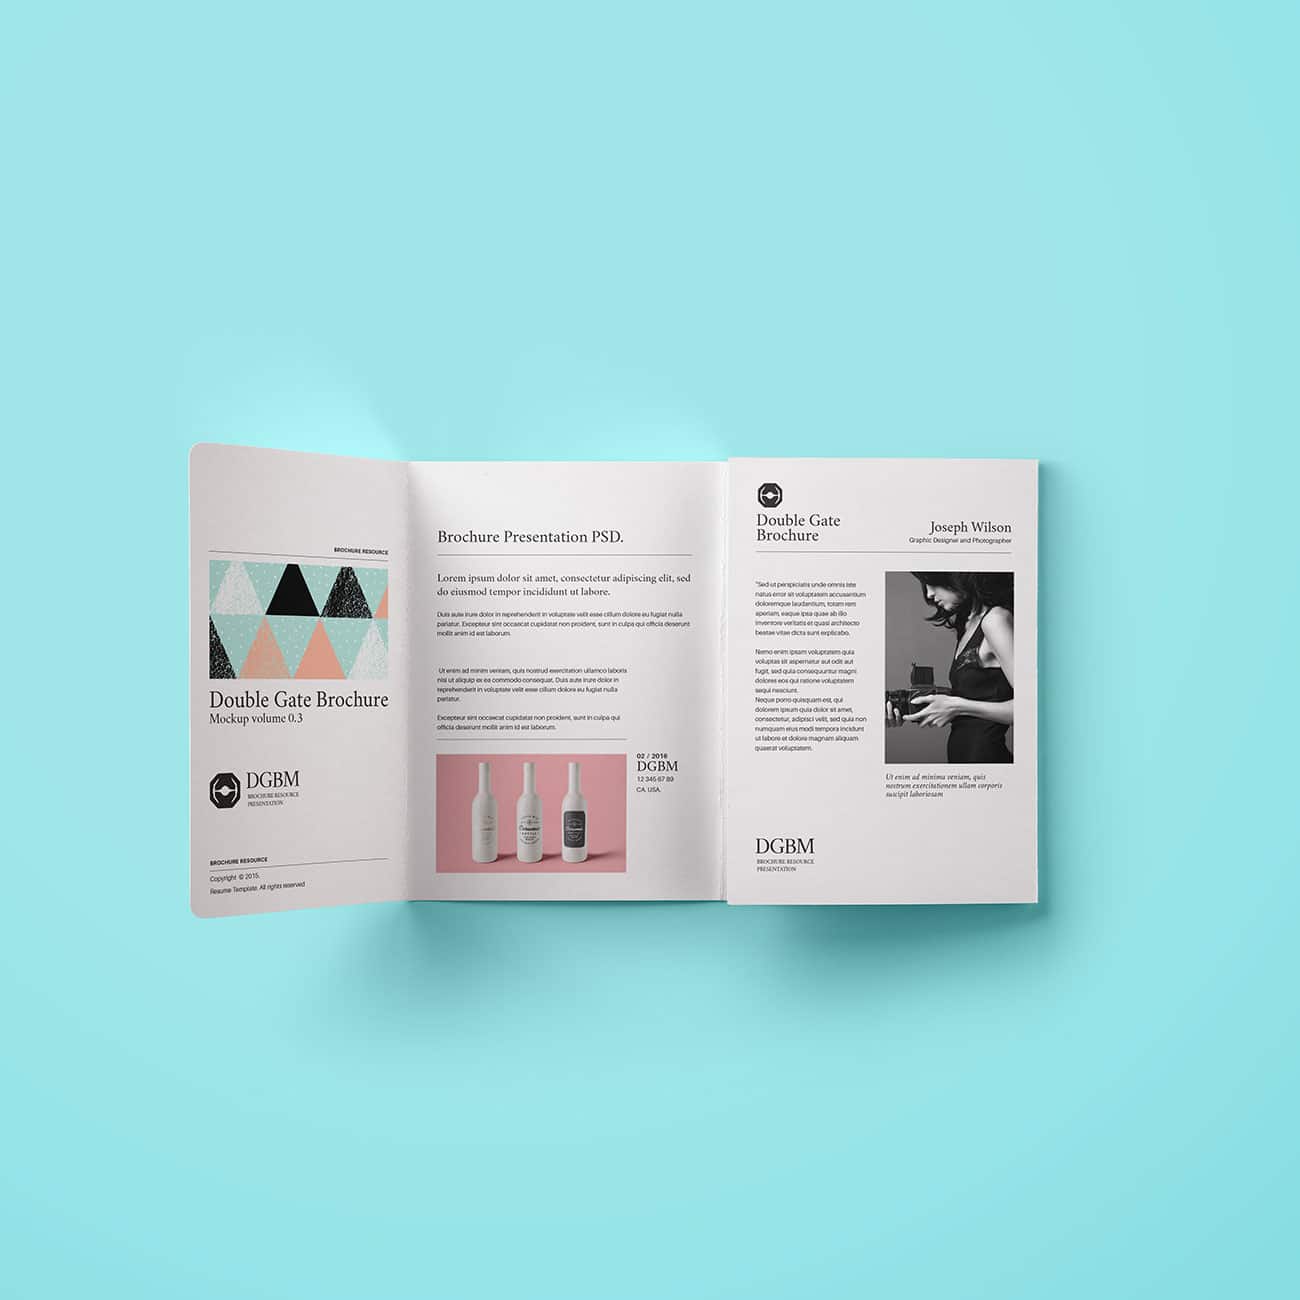 BROCHURE RESOURCE
Double Gate Brochure
Mockup volume 0.3
DGBM
BROCHURE RESOURCE
PRESENTATION
BROCHURE RESOURCE
Copyright © 2015.
Resume Template. All rights reserved
Brochure Presentation PSD.
Lorem ipsum dolor sit amet, consectetur adipiscing elit, sed
do eiusmod tempor incididunt ut labore.
Duis aute irure dolor in reprehenderit in voluptate velit esse cillum dolore eu fugiat nulla
pariatur. Excepteur sint occaecat cupidatat non proident, sunt in culpa qui officia deserunt
mollit anim id est laborum.
Ut enim ad minim veniam, quis nostrud exercitation ullamco laboris
nisi ut aliquip ex ea commodo consequat. Duis aute irure dolor in
reprehenderit in voluptate velit esse cillum dolore eu fugiat nulla
pariatur.
Excepteur sint occaecat cupidatat non proident, sunt in culpa qui
officia deserunt mollit anim id est laborum.
02 / 2016
DGBM
12 345 67 89
CA. USA.
Double Gate
Brochure
Joseph Wilson
Graphic Designer and Photographer
"Sed ut perspiciatis unde omnis iste
natus error sit voluptatem accusantium
doloremque laudantium, totam rem
aperiam, eaque ipsa quae ab illo
inventore veritatis et quasi architecto
beatae vitae dicta sunt explicabo.
Nemo enim ipsam voluptatem quia
voluptas sit aspernatur aut odit aut
fugit, sed quia consequuntur magni
dolores eos qui ratione voluptatem
sequi nesciunt.
Neque porro quisquam est, qui
dolorem ipsum quia dolor sit amet,
consectetur, adipisci velit, sed quia non
numquam eius modi tempora incidunt
ut labore et dolore magnam aliquam
quaerat voluptatem.
Ut enim ad minima veniam, quis
nostrum exercitationem ullam corporis
suscipit laboriosam
DGBM
BROCHURE RESOURCE
PRESENTATION